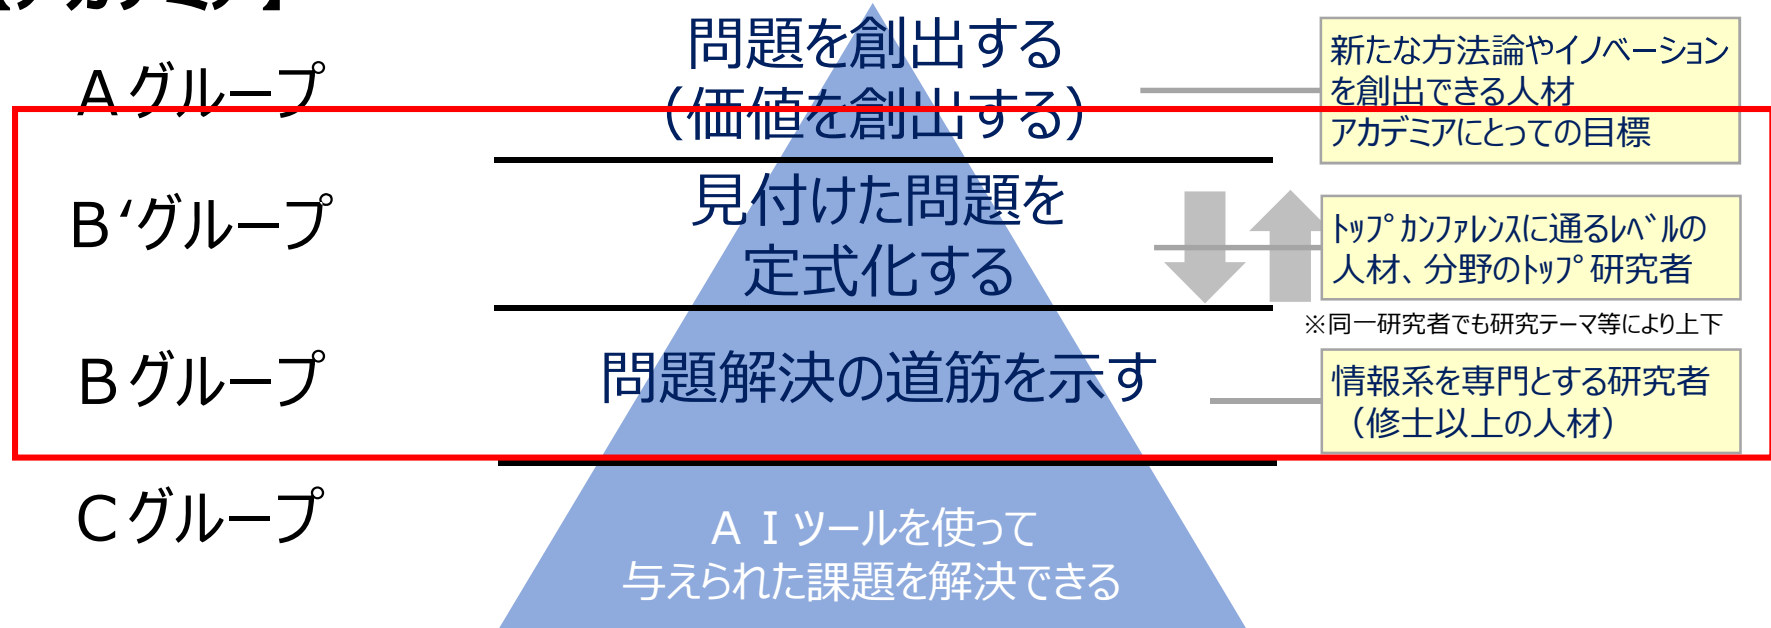 【アカデミア】
Aグループ
問題を創出する
（価値を創出する）
新たな方法論やイノベーション
を創出できる人材
アカデミアにとっての目標
B‘グループ
見付けた問題を
定式化する
ﾄｯﾌﾟｶﾝﾌｧﾚﾝｽに通るﾚﾍﾞﾙの
人材、分野のﾄｯﾌﾟ研究者
※同一研究者でも研究ﾃｰﾏ等により上下
Bグループ
問題解決の道筋を示す
情報系を専門とする研究者
（修士以上の人材）
Cグループ
ＡＩツールを使って
与えられた課題を解決できる